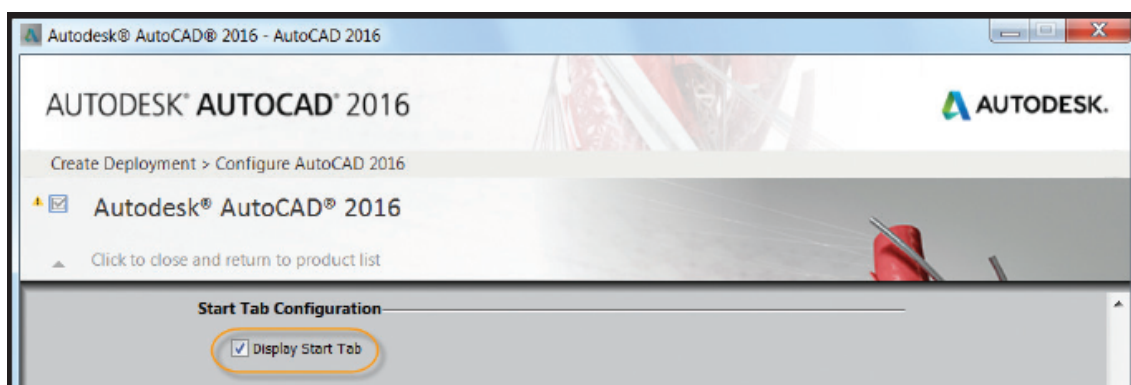 Autodesk® AutoCAD® 2016 - AutoCAD 2016
AUTODESK® AUTOCAD® 2016
AUTODESK.
Create Deployment > Configure AutoCAD 2016
Autodesk® AutoCAD® 2016
Click to close and return to product list
Start Tab Configuration
Display Start Tab